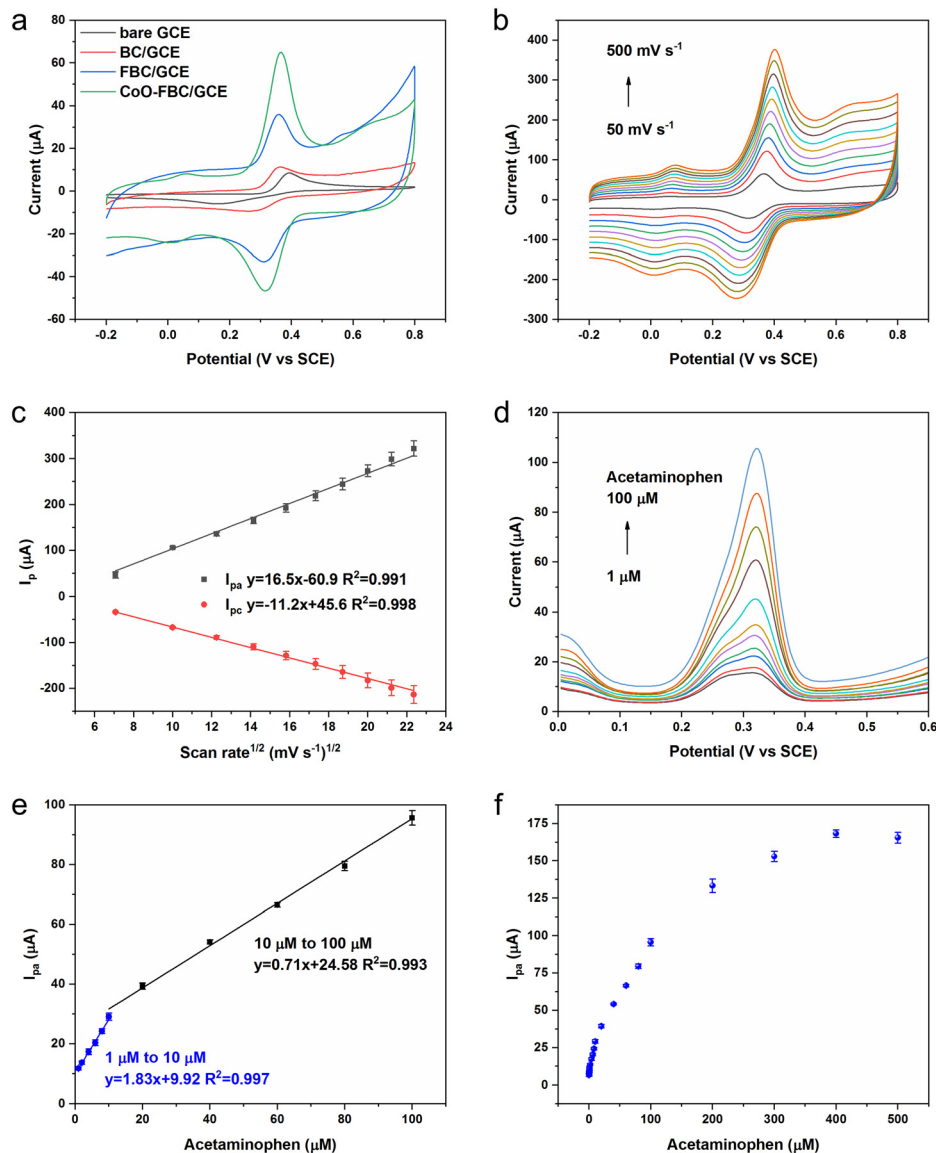 a
60
40
20
0
-20
-40
-60
80
Current (µA)
bare GCE
BC/GCE
FBC/GCE
CoO-FBC/GCE
-0.2 0.0 0.2 0.4 0.6 0.8
Potential (V vs SCE)
b
500
400
300
200
100
0
-100
-200
-300
Current (µA)
500 mV s⁻¹
50 mV s⁻¹
-0.2 0.0 0.2 0.4 0.6 0.8
Potential (V vs SCE)
c
400
300
200
100
0
-100
-200
Ip (µA)
Ipa y=16.5x-60.9 R²=0.991
Ipc y=-11.2x+45.6 R²=0.998
6 8 10 12 14 16 18 20 22 24
Scan rate¹/² (mV s⁻¹)¹/²
d
120
100
80
60
40
20
0
Current (µA)
Acetaminophen
100 µM
1 µM
0.0 0.1 0.2 0.3 0.4 0.5 0.6
Potential (V vs SCE)
e
100
80
60
40
20
0
Ipa (µA)
10 µM to 100 µM
y=0.71x+24.58 R²=0.993
1 µM to 10 µM
y=1.83x+9.92 R²=0.997
0 20 40 60 80 100
Acetaminophen (µM)
f
175
150
125
100
75
50
25
0
Ipa (µA)
0 100 200 300 400 500
Acetaminophen (µM)